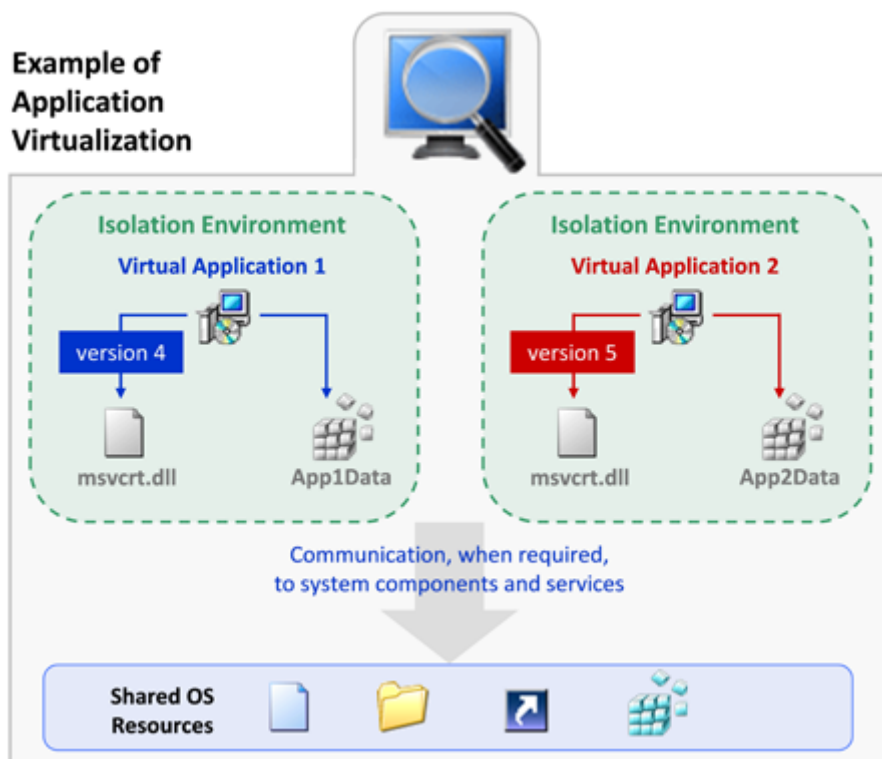 Example of
Application
Virtualization
Isolation Environment
Virtual Application 1
version 4
msvcrt.dll
App1Data
Isolation Environment
Virtual Application 2
version 5
msvcrt.dll
App2Data
Communication, when required,
to system components and services
Shared OS
Resources